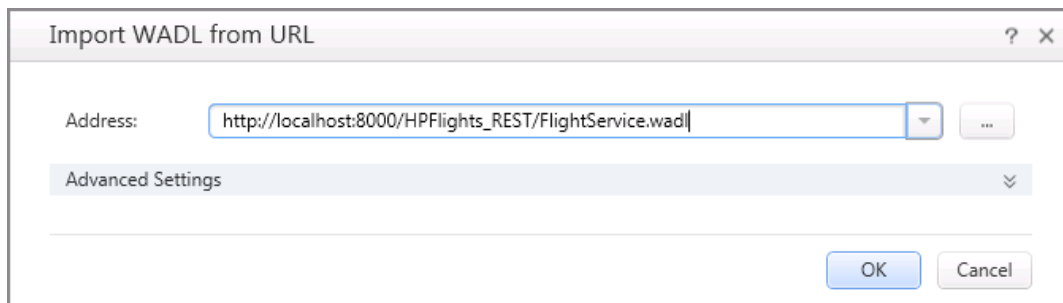 Import WADL from URL ? ×
Address: http://localhost:8000/HPFlights_REST/FlightService.wadl ...
Advanced Settings
OK Cancel